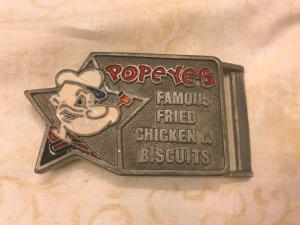 POPEYES
FAMOUS
FRIED
CHICKEN &
BISCUITS